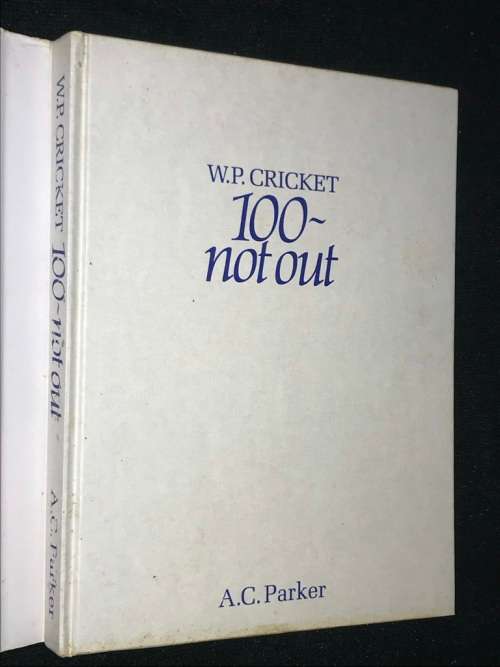 W.P. CRICKET 100~not out A.C. Parker
W.P. CRICKET
100~
not out
A.C. Parker